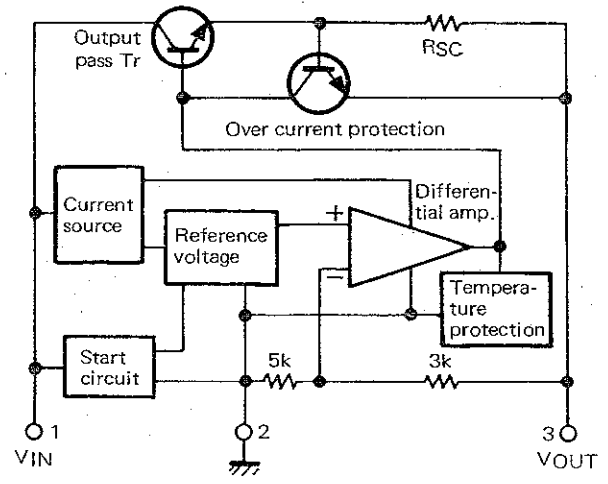 Output
pass Tr
RSC
Over current protection
Current
source
Differen-
tial amp.
Reference
voltage
+
−
Tempera-
ture
protection
Start
circuit
5k
3k
1
2
3
VIN
VOUT